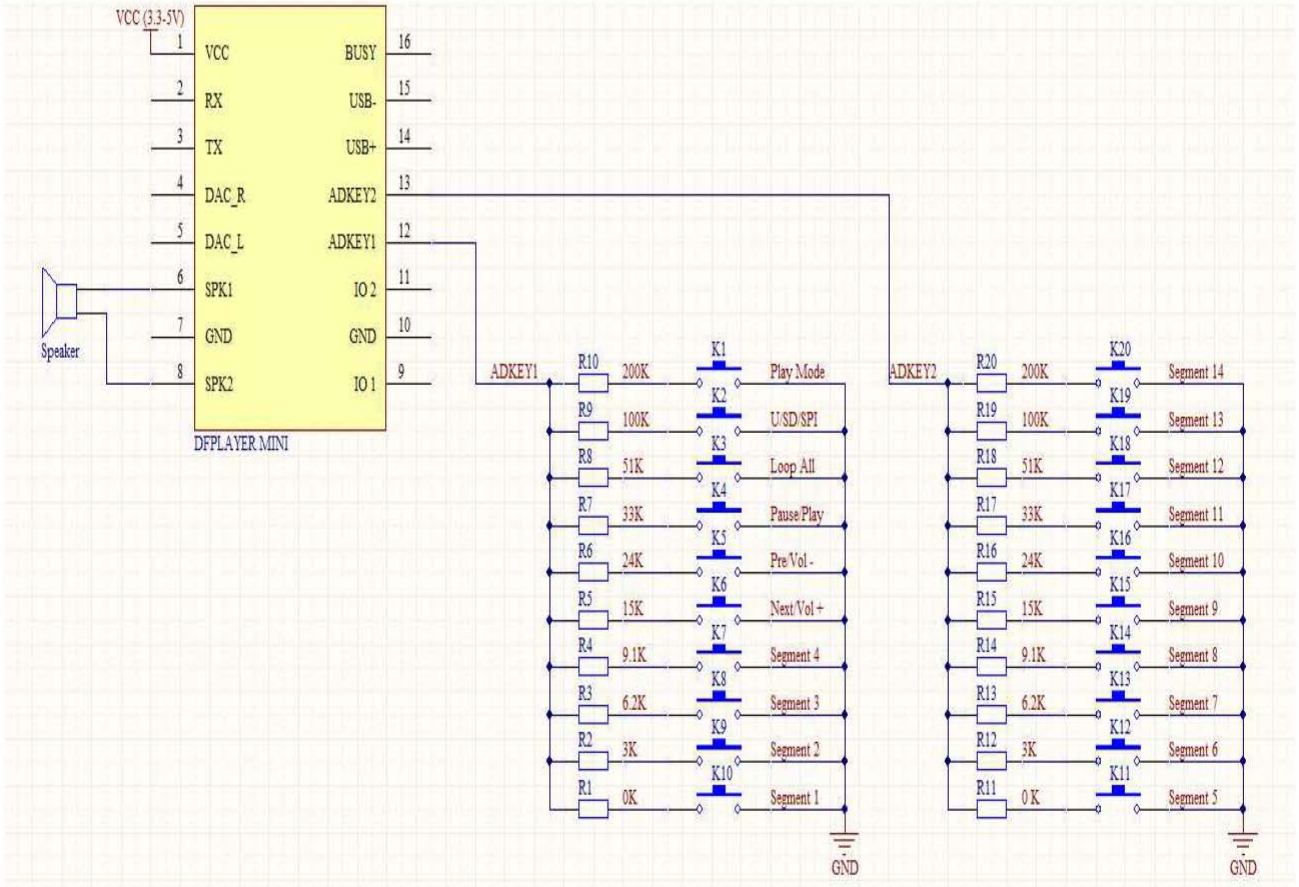 VCC (3.3-5V)
1 VCC BUSY 16
2 RX USB- 15
3 TX USB+ 14
4 DAC_R ADKEY2 13
5 DAC_L ADKEY1 12
6 SPK1 IO 2 11
7 GND GND 10
8 SPK2 IO 1 9
Speaker
DFPLAYER MINI
ADKEY1
R10 200K K1 Play Mode
R9 100K K2 U/SD/SPI
R8 51K K3 Loop All
R7 33K K4 Pause/Play
R6 24K K5 Pre/Vol -
R5 15K K6 Next/Vol +
R4 9.1K K7 Segment 4
R3 6.2K K8 Segment 3
R2 3K K9 Segment 2
R1 0K K10 Segment 1
GND
ADKEY2
R20 200K K20 Segment 14
R19 100K K19 Segment 13
R18 51K K18 Segment 12
R17 33K K17 Segment 11
R16 24K K16 Segment 10
R15 15K K15 Segment 9
R14 9.1K K14 Segment 8
R13 6.2K K13 Segment 7
R12 3K K12 Segment 6
R11 0 K K11 Segment 5
GND